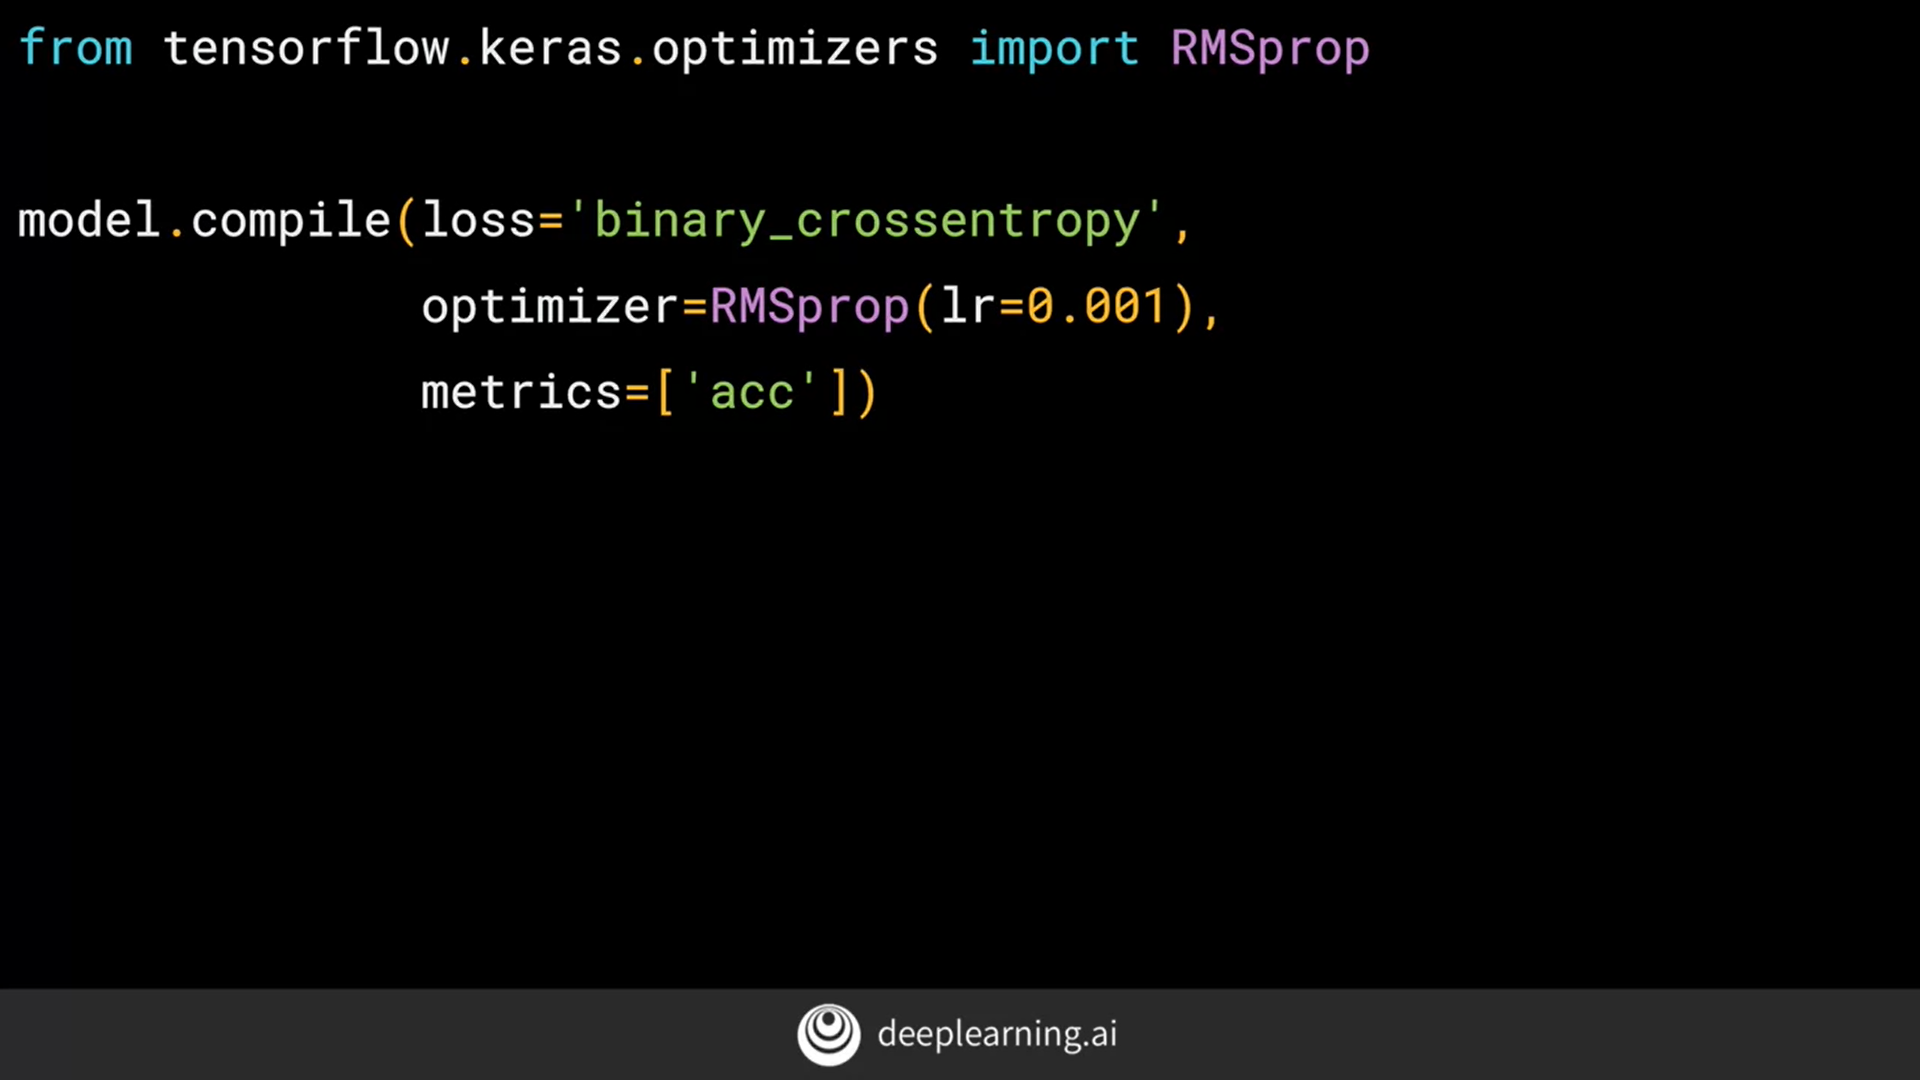 from tensorflow.keras.optimizers import RMSprop
model.compile(loss='binary_crossentropy',
optimizer=RMSprop(lr=0.001),
metrics=['acc'])
deeplearning.ai